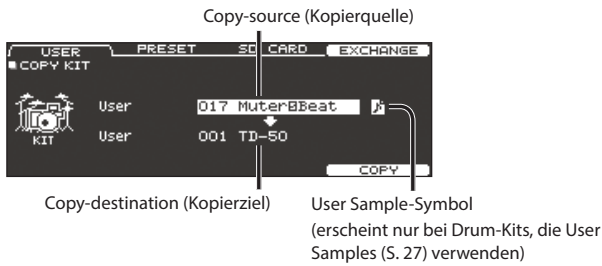 Copy-source (Kopierquelle)
USER PRESET SD CARD EXCHANGE
COPY KIT
User 017 MuterØBeat
User 001 TD-50
KIT
COPY
Copy-destination (Kopierziel)
User Sample-Symbol
(erscheint nur bei Drum-Kits, die User
Samples (S. 27) verwenden)